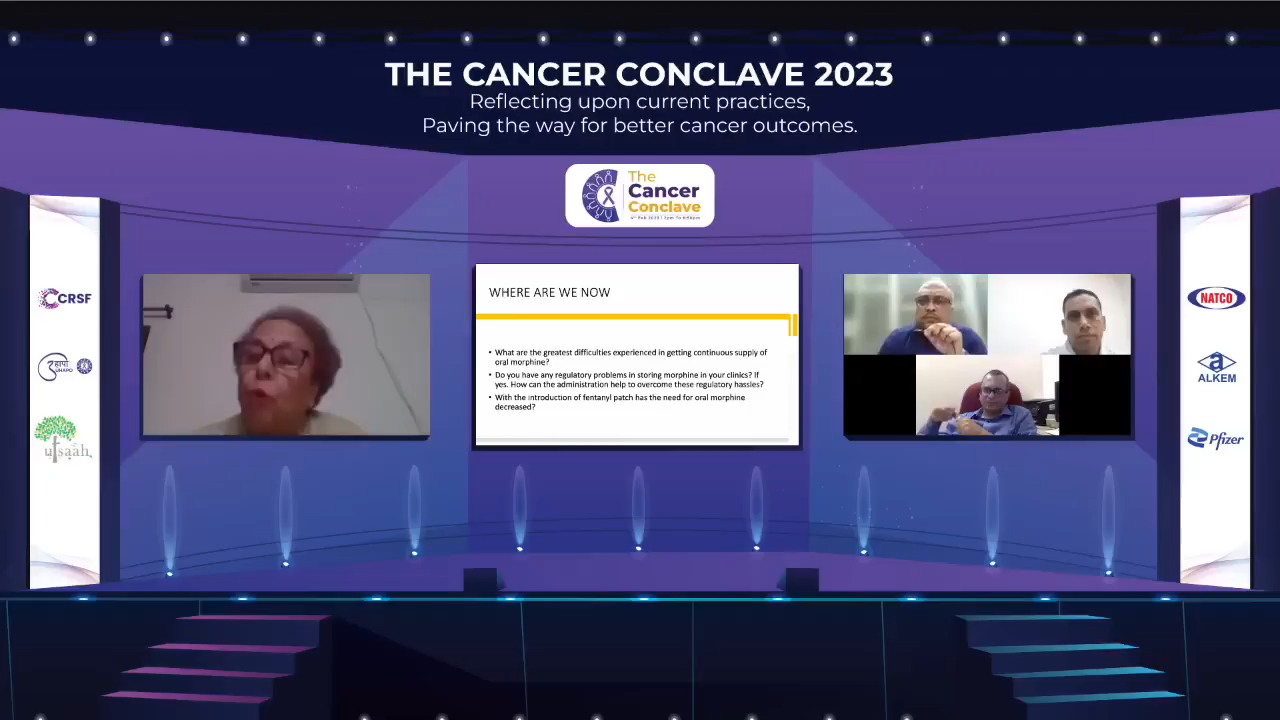 THE CANCER CONCLAVE 2023
Reflecting upon current practices,
Paving the way for better cancer outcomes.
The
Cancer
Conclave
CRSF
utsaah
WHERE ARE WE NOW
• What are the greatest difficulties experienced in getting continuous supply of
oral morphine?
• Do you have any regulatory problems in storing morphine in your clinics? If
yes. How can the administration help to overcome these regulatory hassles?
• With the introduction of fentanyl patch has the need for oral morphine
decreased?
NATCO
ALKEM
Pfizer